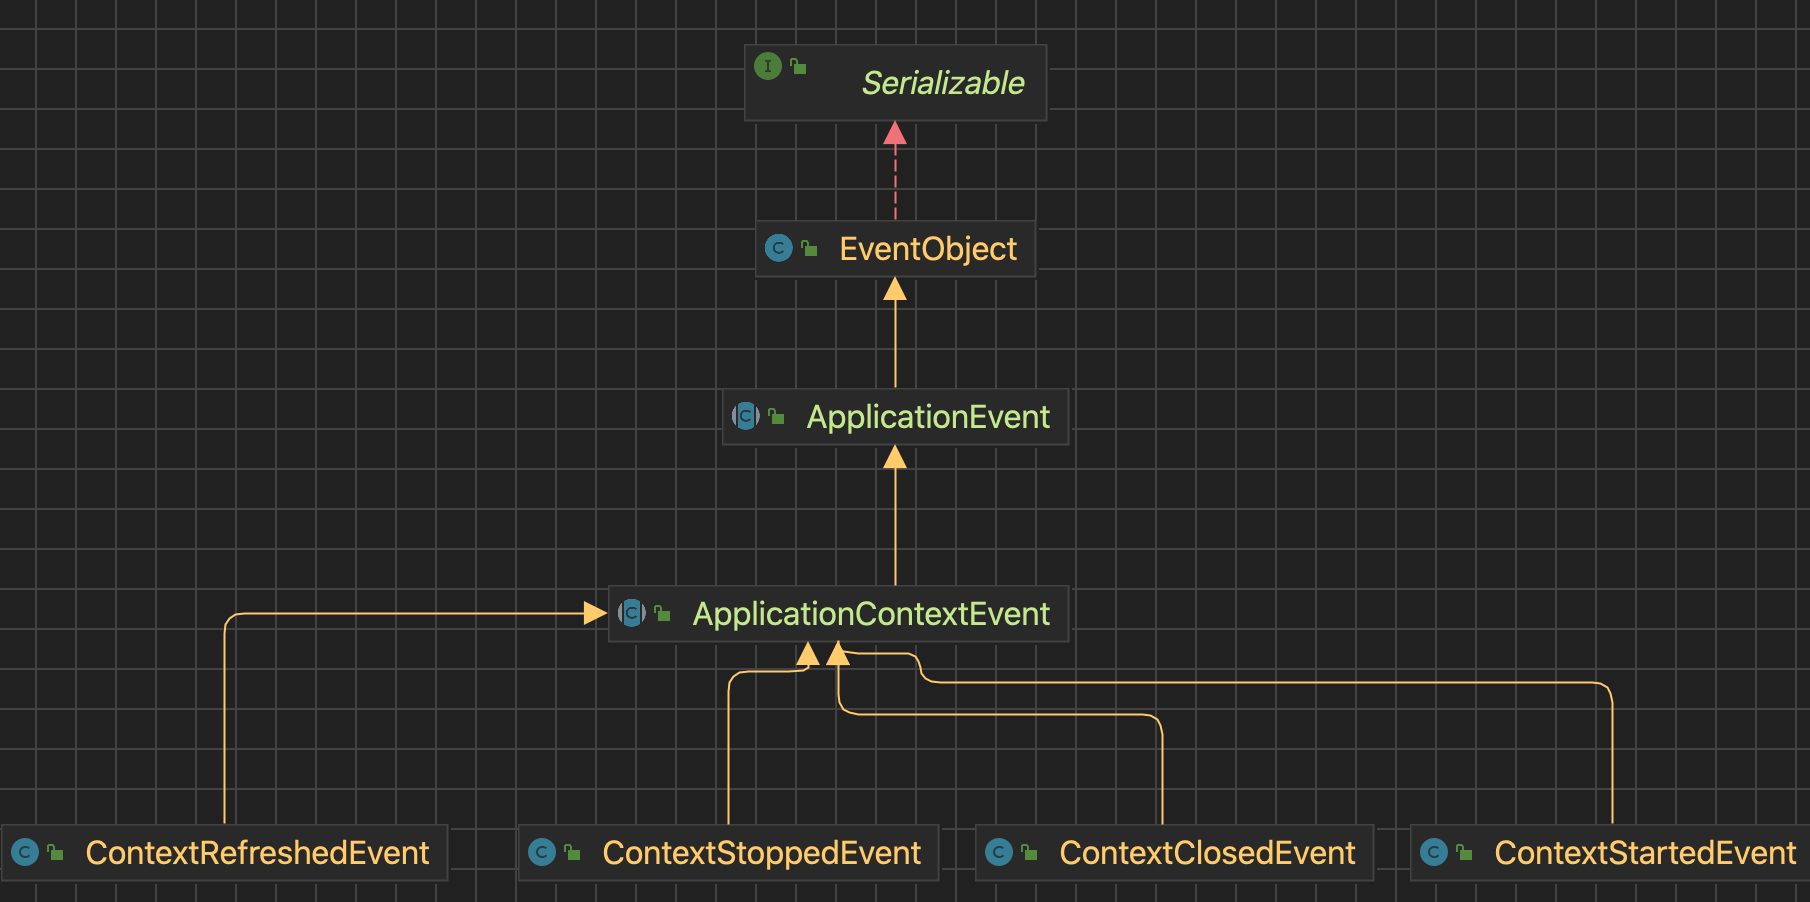 I Serializable
C EventObject
C ApplicationEvent
C ApplicationContextEvent
C ContextRefreshedEvent
C ContextStoppedEvent
C ContextClosedEvent
C ContextStartedEvent